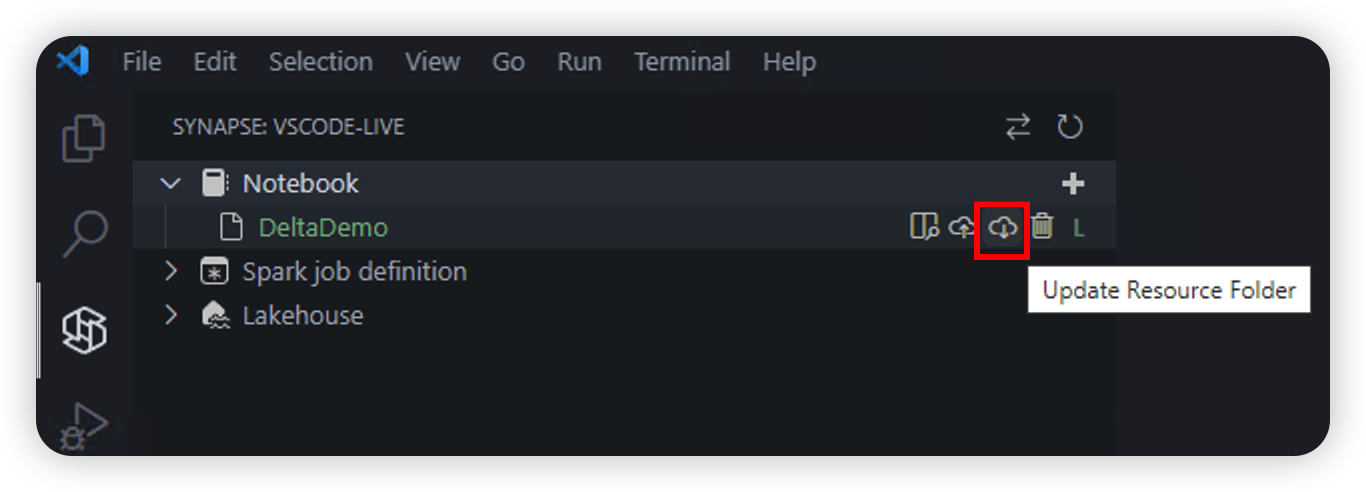 File Edit Selection View Go Run Terminal Help
SYNAPSE: VSCODE-LIVE
Notebook
DeltaDemo L
Spark job definition
Update Resource Folder
Lakehouse